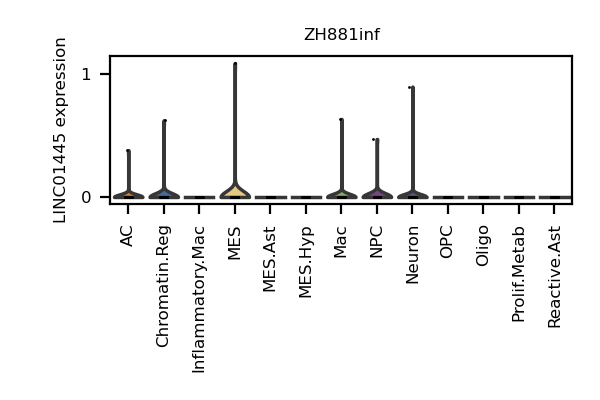 ZH881inf
LINC01445 expression
1
0
AC
Chromatin.Reg
Inflammatory.Mac
MES
MES.Ast
MES.Hyp
Mac
NPC
Neuron
OPC
Oligo
Prolif.Metab
Reactive.Ast